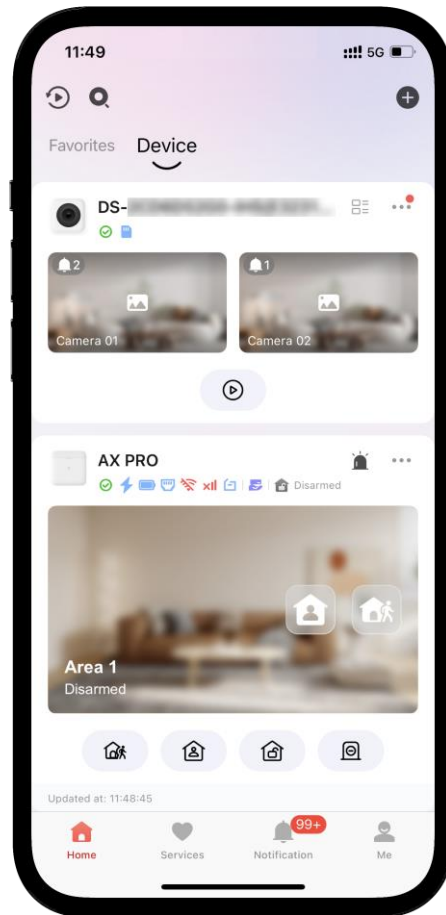 11:49
5G
Favorites Device
DS-
2 1
Camera 01 Camera 02
AX PRO
Disarmed
Area 1
Disarmed
Updated at: 11:48:45
99+
Home Services Notification Me